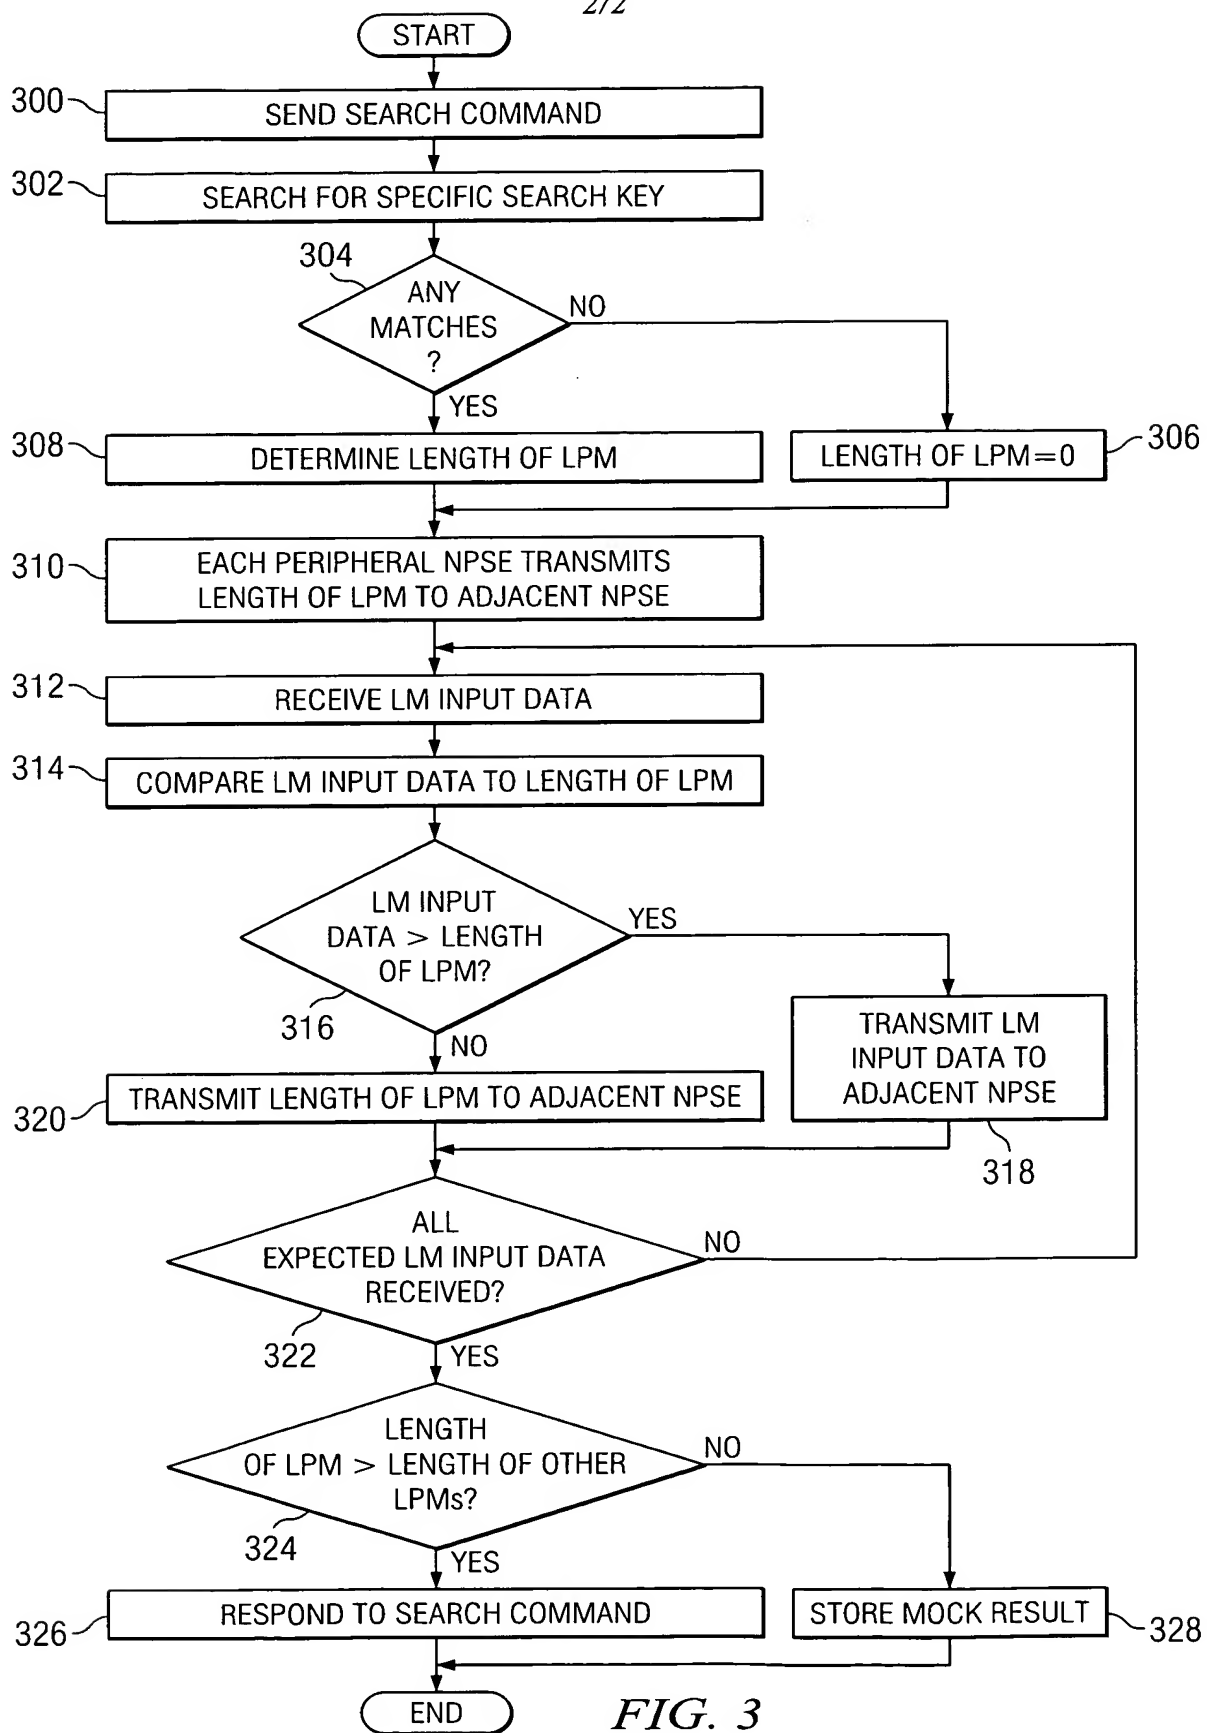 2/2
START
300
SEND SEARCH COMMAND
302
SEARCH FOR SPECIFIC SEARCH KEY
304
ANY
MATCHES
?
NO
YES
308
DETERMINE LENGTH OF LPM
LENGTH OF LPM=0
306
310
EACH PERIPHERAL NPSE TRANSMITS
LENGTH OF LPM TO ADJACENT NPSE
312
RECEIVE LM INPUT DATA
314
COMPARE LM INPUT DATA TO LENGTH OF LPM
LM INPUT
DATA > LENGTH
OF LPM?
YES
316
NO
TRANSMIT LM
INPUT DATA TO
ADJACENT NPSE
318
320
TRANSMIT LENGTH OF LPM TO ADJACENT NPSE
ALL
EXPECTED LM INPUT DATA
RECEIVED?
NO
322
YES
LENGTH
OF LPM > LENGTH OF OTHER
LPMs?
NO
324
YES
326
RESPOND TO SEARCH COMMAND
STORE MOCK RESULT
328
END
FIG. 3